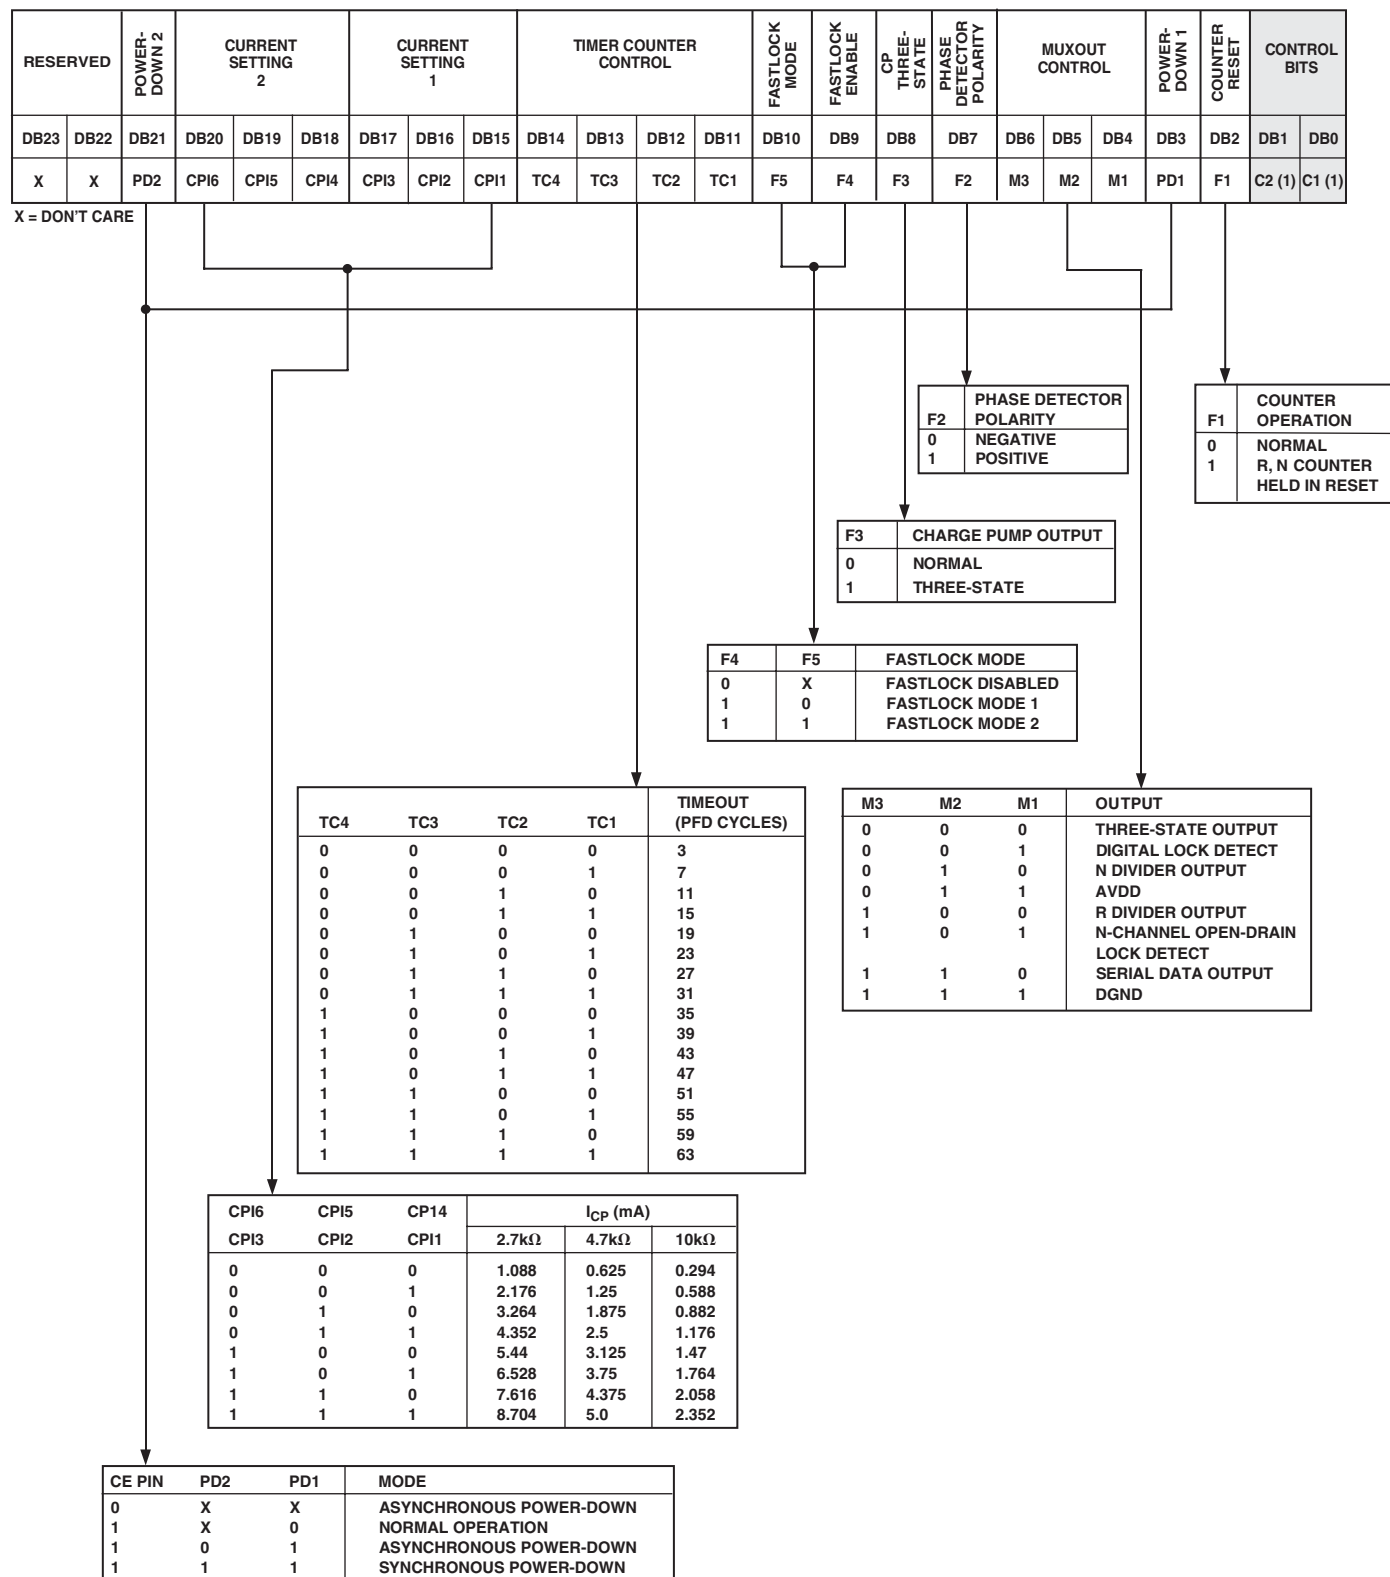 RESERVED
POWER-
DOWN 2
CURRENT
SETTING
2
CURRENT
SETTING
1
TIMER COUNTER
CONTROL
FASTLOCK
MODE
FASTLOCK
ENABLE
CP
THREE-
STATE
PHASE
DETECTOR
POLARITY
MUXOUT
CONTROL
POWER-
DOWN 1
COUNTER
RESET
CONTROL
BITS
DB23 DB22 DB21 DB20 DB19 DB18 DB17 DB16 DB15 DB14 DB13 DB12 DB11 DB10 DB9 DB8 DB7 DB6 DB5 DB4 DB3 DB2 DB1 DB0
X X PD2 CPI6 CPI5 CPI4 CPI3 CPI2 CPI1 TC4 TC3 TC2 TC1 F5 F4 F3 F2 M3 M2 M1 PD1 F1 C2 (1) C1 (1)
X = DON'T CARE
PHASE DETECTOR
F2 POLARITY
0 NEGATIVE
1 POSITIVE
COUNTER
F1 OPERATION
0 NORMAL
1 R, N COUNTER
HELD IN RESET
F3 CHARGE PUMP OUTPUT
0 NORMAL
1 THREE-STATE
F4 F5 FASTLOCK MODE
0 X FASTLOCK DISABLED
1 0 FASTLOCK MODE 1
1 1 FASTLOCK MODE 2
TIMEOUT
TC4 TC3 TC2 TC1 (PFD CYCLES)
0 0 0 0 3
0 0 0 1 7
0 0 1 0 11
0 0 1 1 15
0 1 0 0 19
0 1 0 1 23
0 1 1 0 27
0 1 1 1 31
1 0 0 0 35
1 0 0 1 39
1 0 1 0 43
1 0 1 1 47
1 1 0 0 51
1 1 0 1 55
1 1 1 0 59
1 1 1 1 63
M3 M2 M1 OUTPUT
0 0 0 THREE-STATE OUTPUT
0 0 1 DIGITAL LOCK DETECT
0 1 0 N DIVIDER OUTPUT
0 1 1 AVDD
1 0 0 R DIVIDER OUTPUT
1 0 1 N-CHANNEL OPEN-DRAIN
LOCK DETECT
1 1 0 SERIAL DATA OUTPUT
1 1 1 DGND
CPI6 CPI5 CP14 ICP (mA)
CPI3 CPI2 CPI1 2.7kΩ 4.7kΩ 10kΩ
0 0 0 1.088 0.625 0.294
0 0 1 2.176 1.25 0.588
0 1 0 3.264 1.875 0.882
0 1 1 4.352 2.5 1.176
1 0 0 5.44 3.125 1.47
1 0 1 6.528 3.75 1.764
1 1 0 7.616 4.375 2.058
1 1 1 8.704 5.0 2.352
CE PIN PD2 PD1 MODE
0 X X ASYNCHRONOUS POWER-DOWN
1 X 0 NORMAL OPERATION
1 0 1 ASYNCHRONOUS POWER-DOWN
1 1 1 SYNCHRONOUS POWER-DOWN